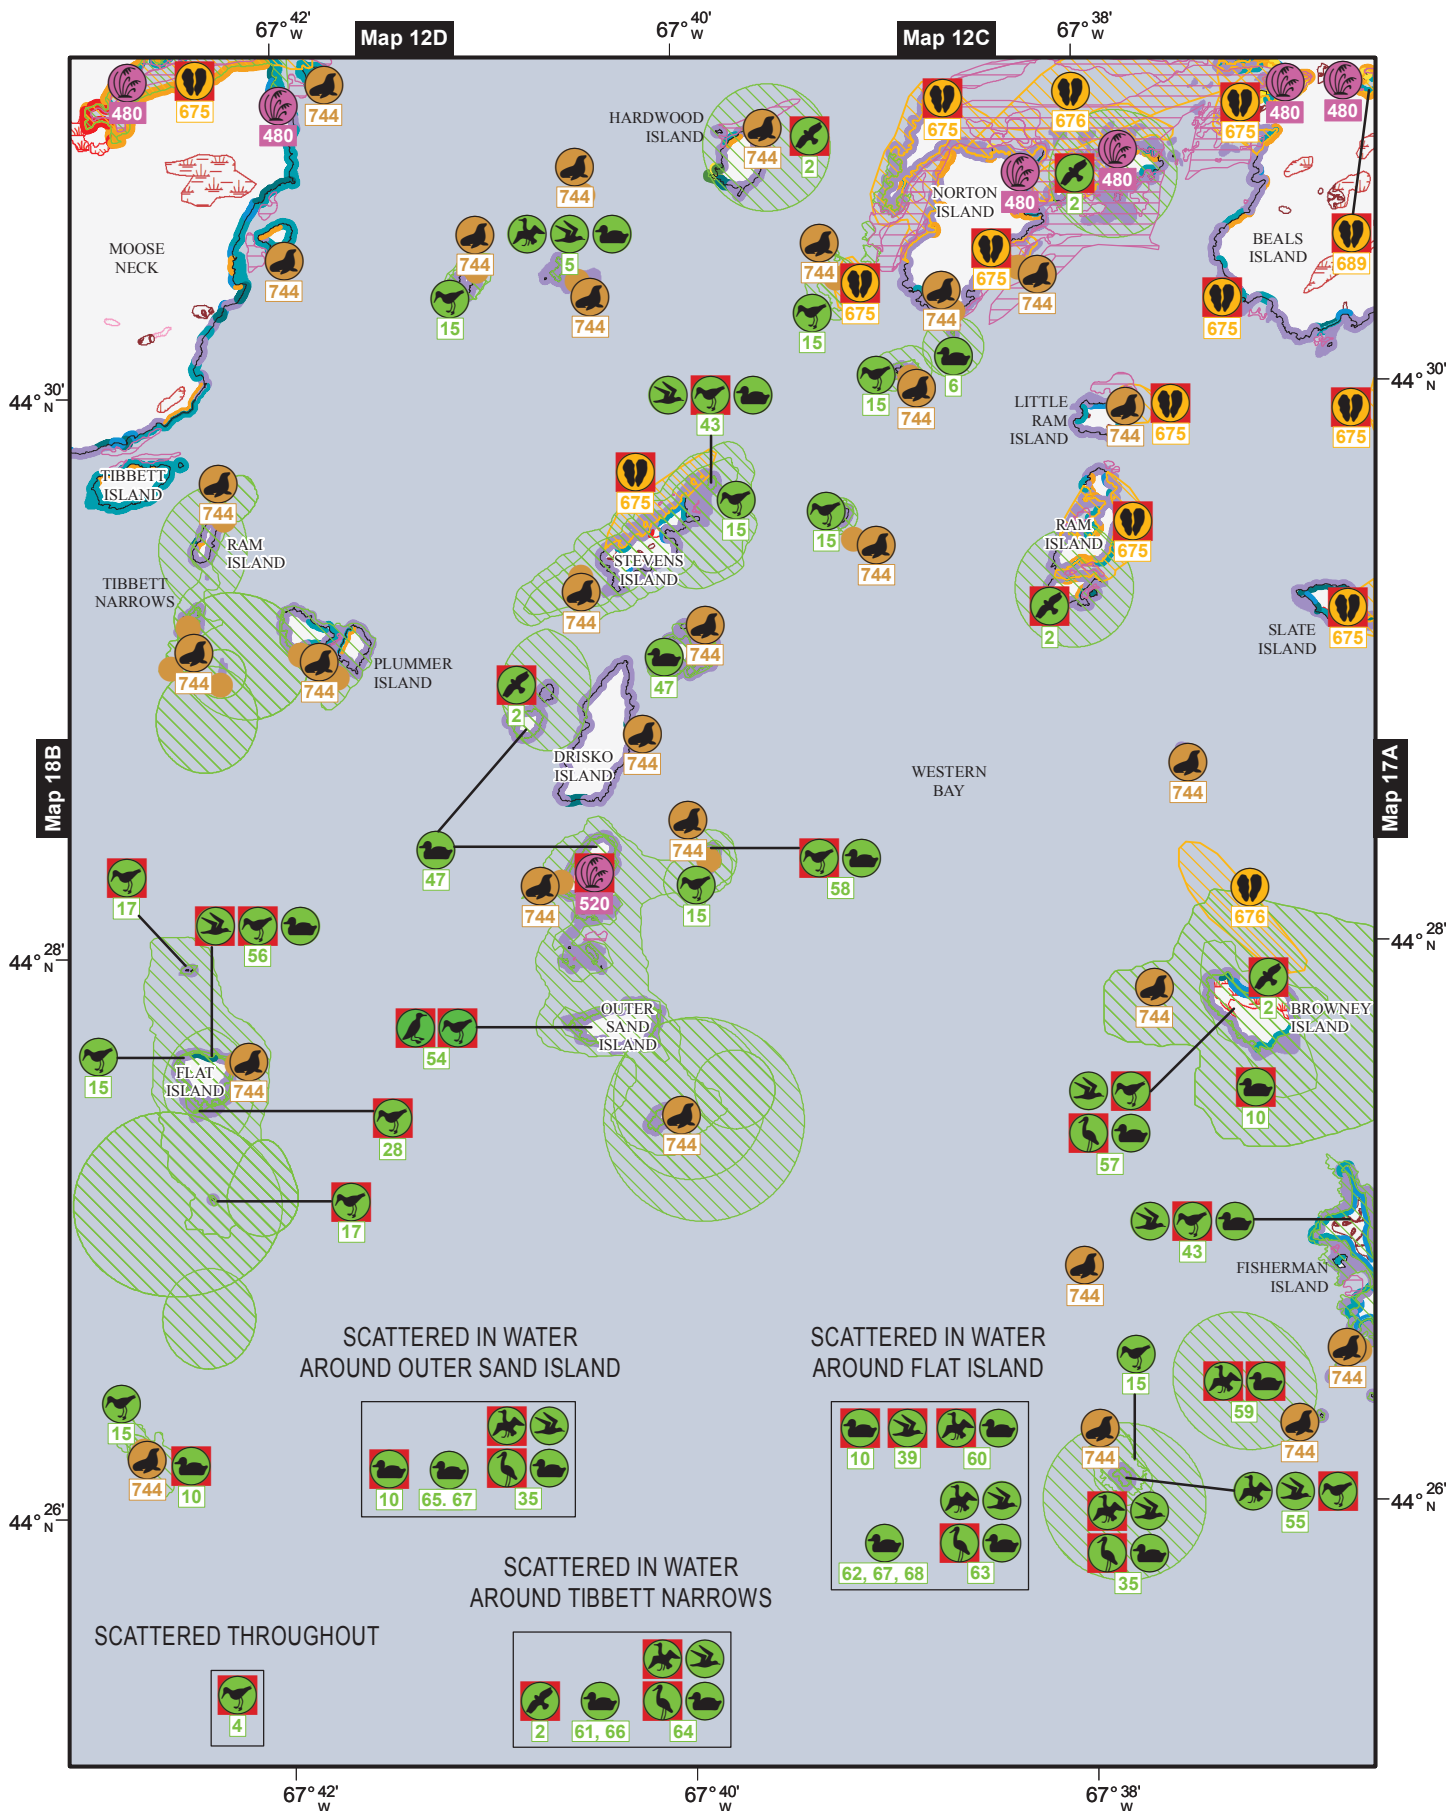 67° 42' W
67° 40' W
67° 38' W
Map 12D
Map 12C
480
675
480
744
HARDWOOD
ISLAND
744
2
675
676
675
480
480
480
480
2
NORTON
ISLAND
744
MOOSE
NECK
744
744
5
744
15
744
675
15
675
744
744
BEALS
ISLAND
689
675
6
15
744
44° 30' N
44° 30' N
43
LITTLE
RAM
ISLAND
744
675
675
TIBBETT
ISLAND
744
RAM
ISLAND
TIBBETT
NARROWS
675
15
STEVENS
ISLAND
744
15
744
RAM
ISLAND
675
2
SLATE
ISLAND
675
744
744
PLUMMER
ISLAND
744
47
2
DRISKO
ISLAND
744
WESTERN
BAY
744
Map 18B
Map 17A
47
744
58
15
520
744
17
56
676
44° 28' N
44° 28' N
744
2
BROWNEY
ISLAND
OUTER
SAND
ISLAND
54
15
FLAT
ISLAND
744
28
744
10
57
17
43
FISHERMAN
ISLAND
744
744
SCATTERED IN WATER
AROUND OUTER SAND ISLAND
10
65. 67
35
SCATTERED IN WATER
AROUND FLAT ISLAND
10
39
60
62, 67, 68
63
15
59
744
744
55
35
15
744
10
44° 26' N
44° 26' N
SCATTERED IN WATER
AROUND TIBBETT NARROWS
2
61, 66
64
SCATTERED THROUGHOUT
4
67° 42' W
67° 40' W
67° 38' W